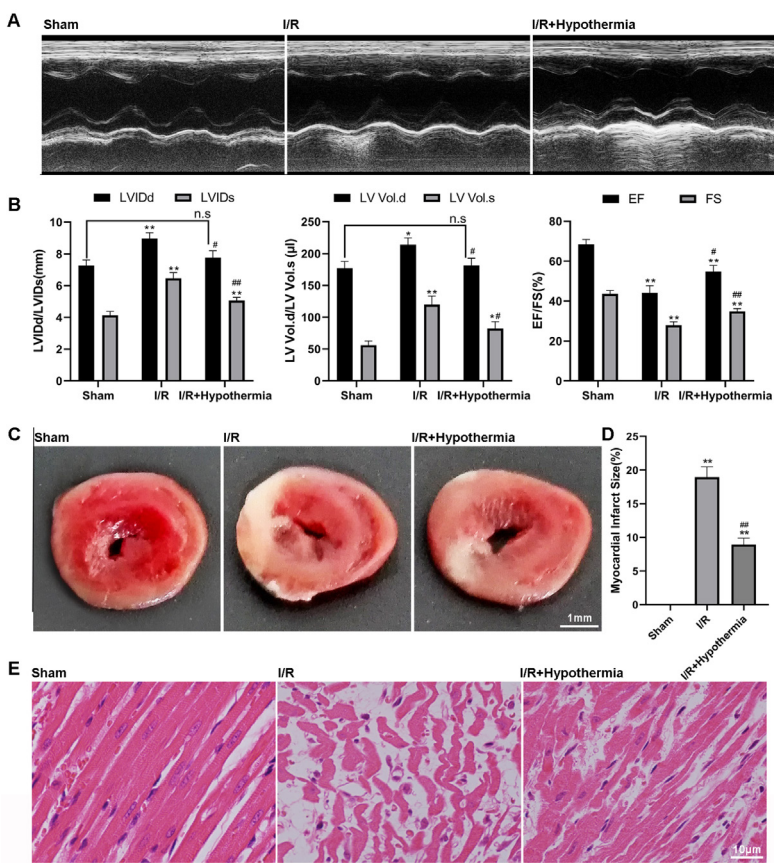 A
Sham
I/R
I/R+Hypothermia
B
LVIDd
LVIDs
n.s
LVIDd/LVIDs(mm)
10
8
6
4
2
0
**
**
#
##
**
Sham
I/R
I/R+Hypothermia
LV Vol.d
LV Vol.s
n.s
LV Vol.d/LV Vol.s (µl)
250
200
150
100
50
0
*
**
#
*#
Sham
I/R
I/R+Hypothermia
EF
FS
EF/FS(%)
80
60
40
20
0
**
**
#
**
##
**
Sham
I/R
I/R+Hypothermia
C
Sham
I/R
I/R+Hypothermia
1mm
D
Myocardial Infarct Size(%)
25
20
15
10
5
0
**
##
**
Sham
I/R
I/R+Hypothermia
E
Sham
I/R
I/R+Hypothermia
10µm